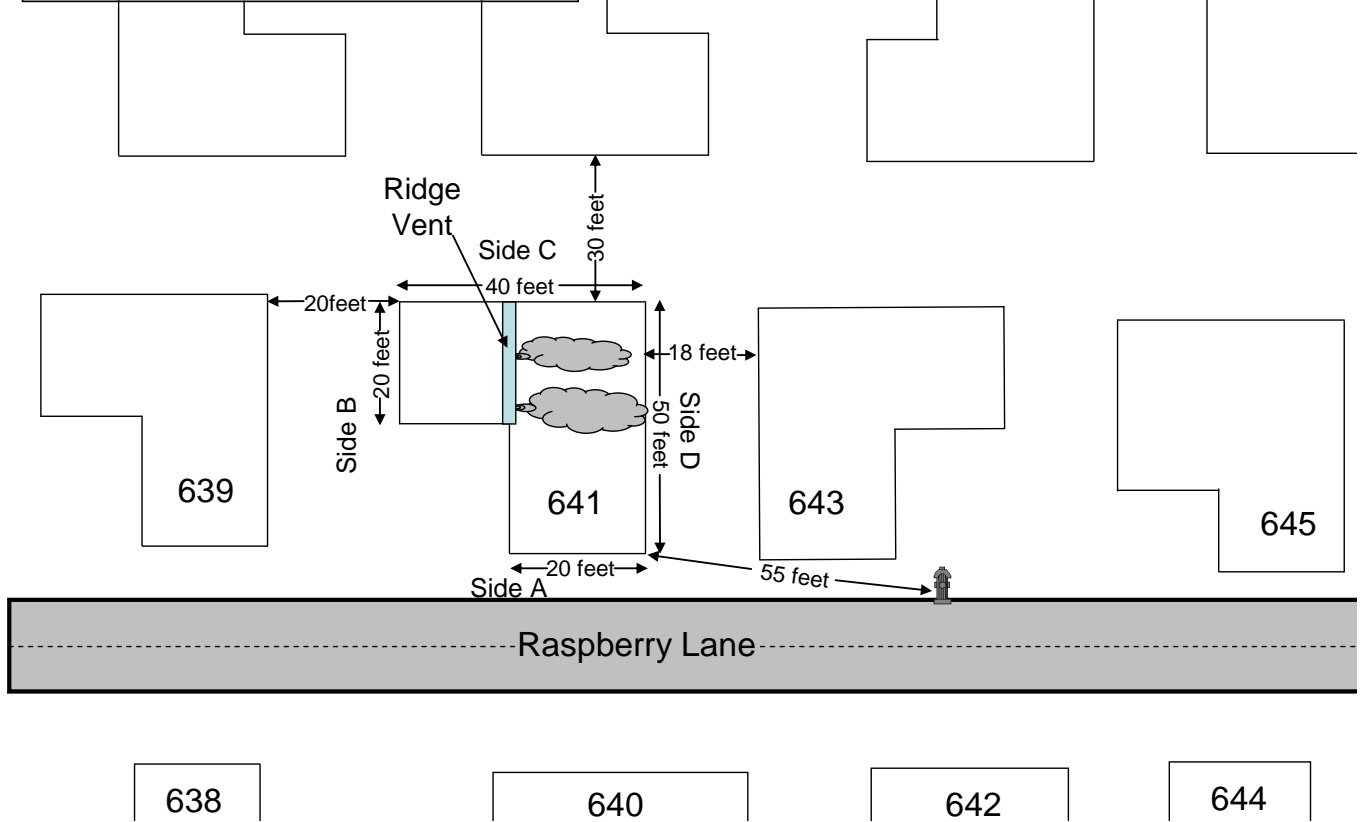 Ridge
Vent
Side C
30 feet
40 feet
20feet
20 feet
18 feet
Side B
50 feet
Side D
639
641
643
645
20 feet
55 feet
Side A
Raspberry Lane
638
640
642
644